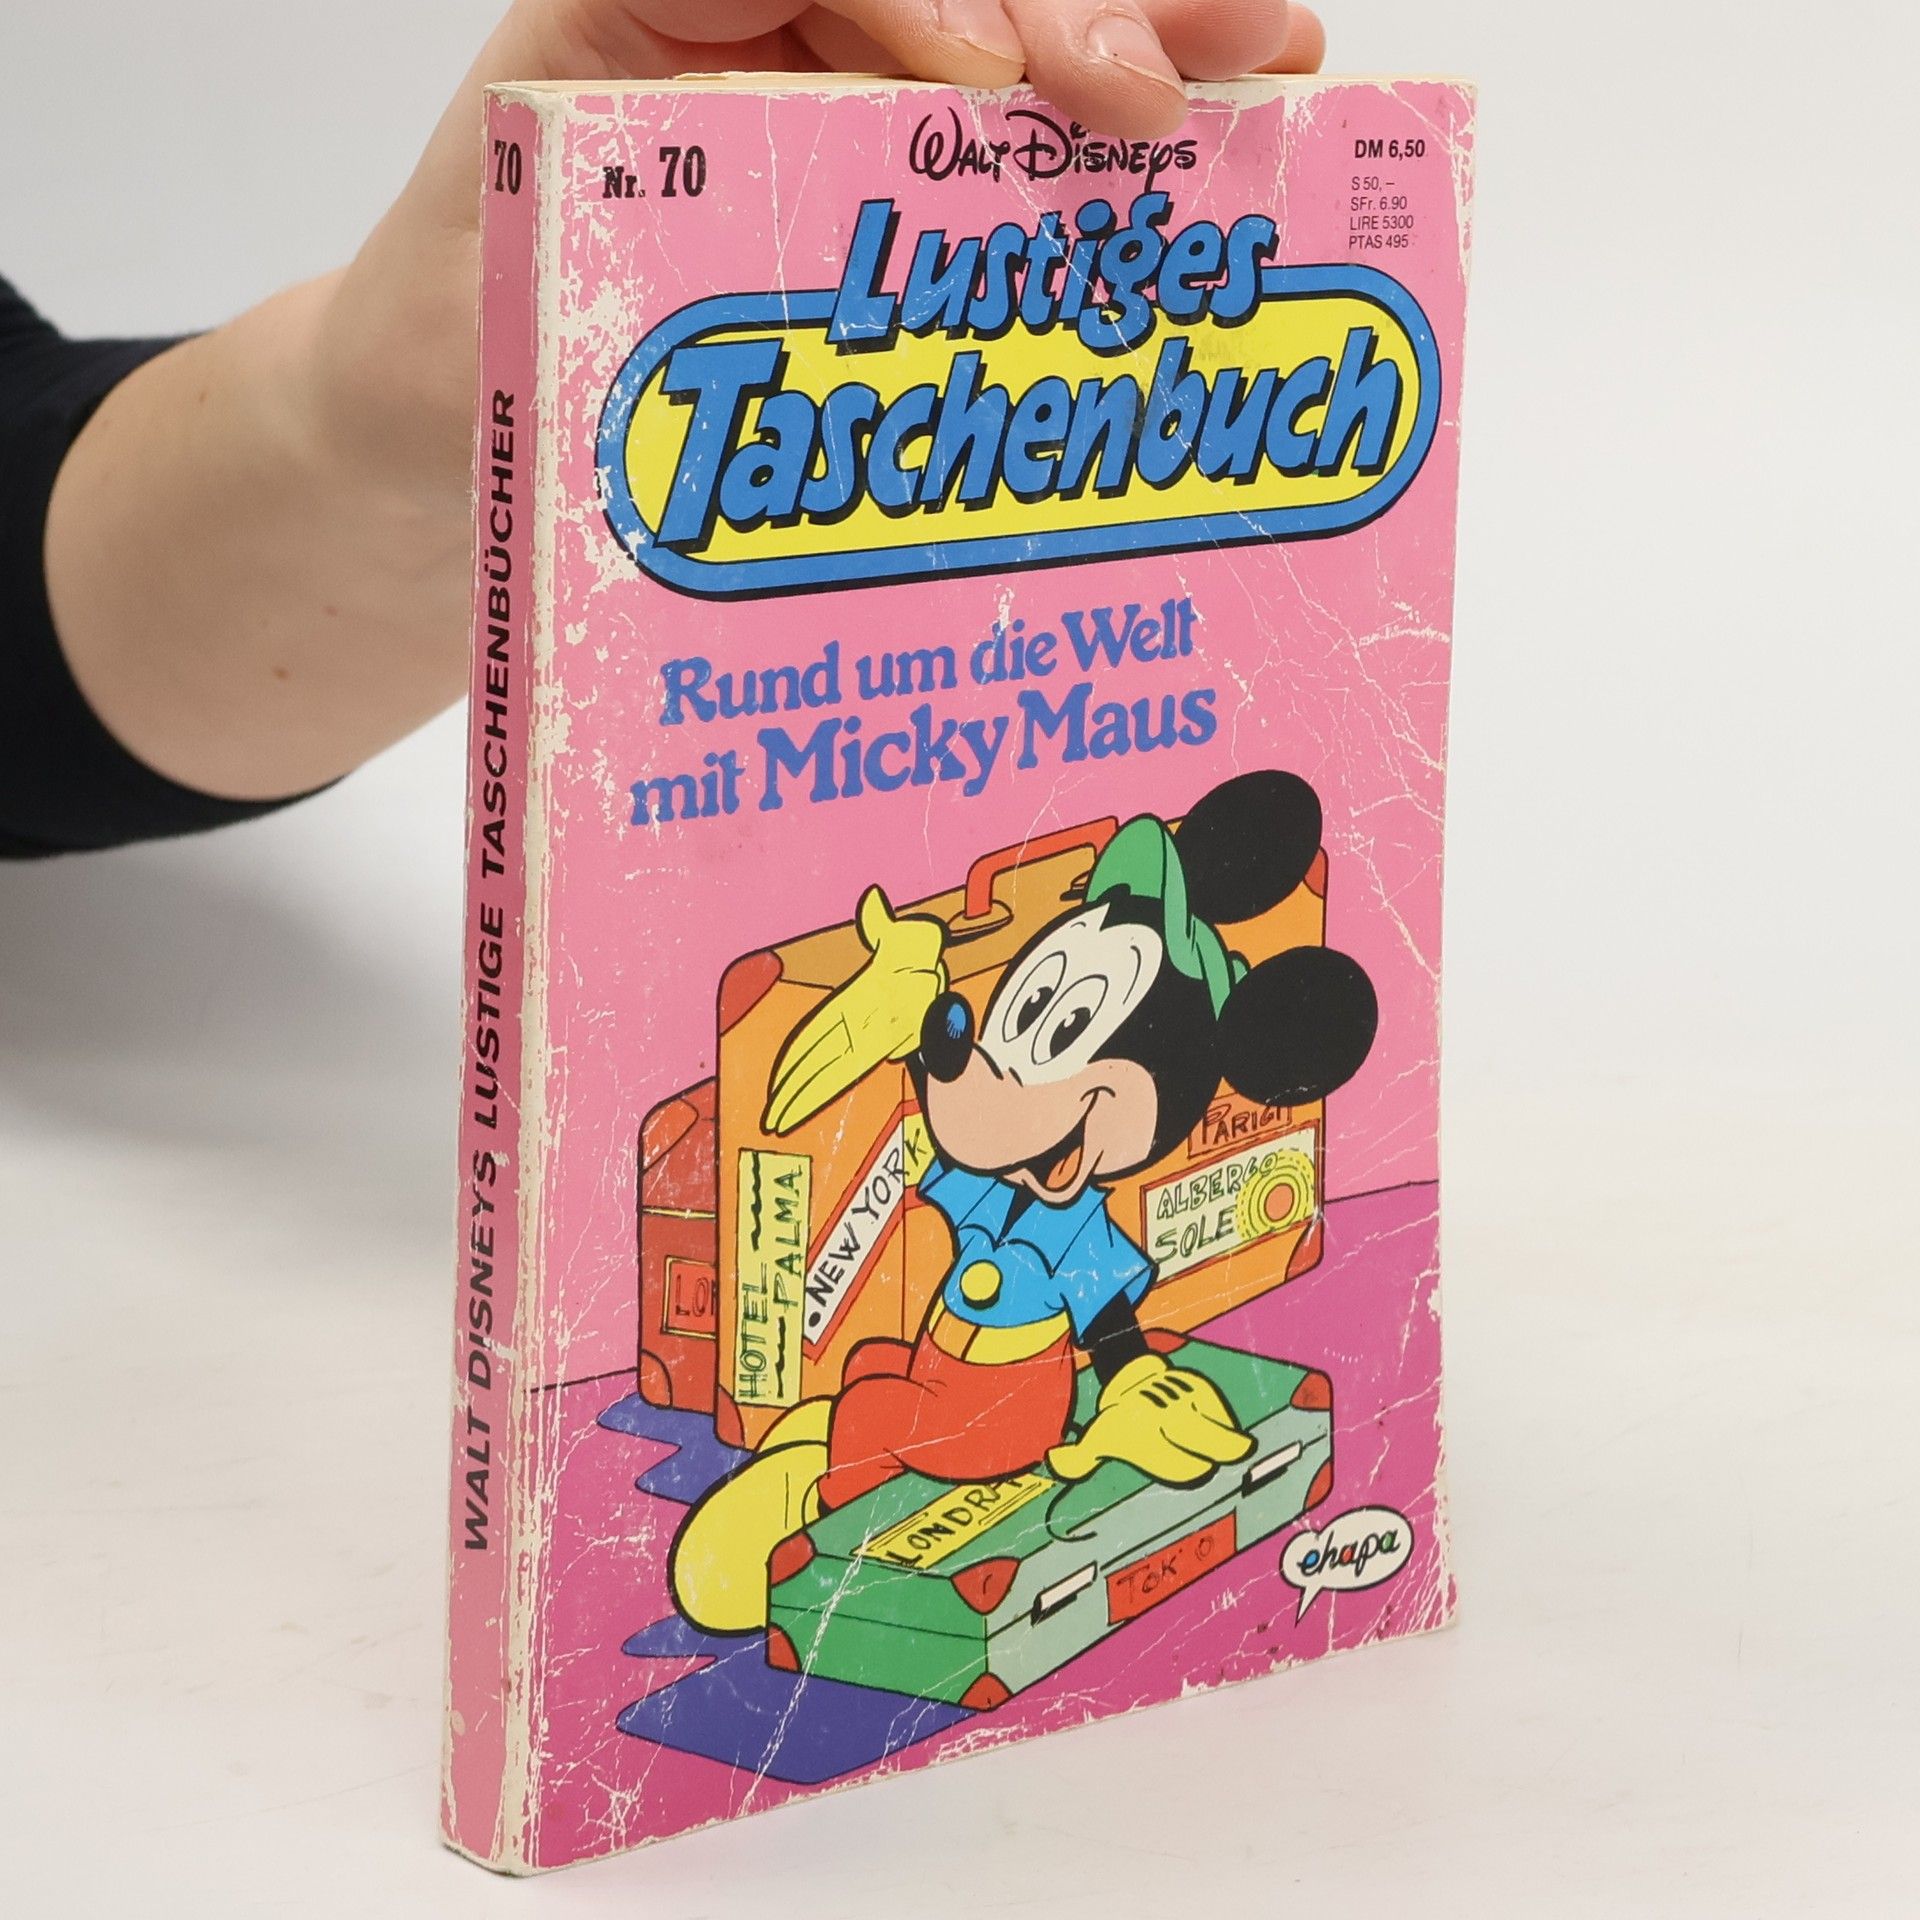 70
WALT DISNEYS LUSTIGE TASCHENBÜCHER
Nr. 70
WALT DISNEYS
DM 6,50
S 50,–
SFr. 6.90
LIRE 5300
PTAS 495
Lustiges
Taschenbuch
Rund um die Welt
mit Micky Maus
PARIGI
ALBERGO
SOLE
NEW YORK
HOTEL
PALMA
LON
LONDRA
TOK O
ehapa